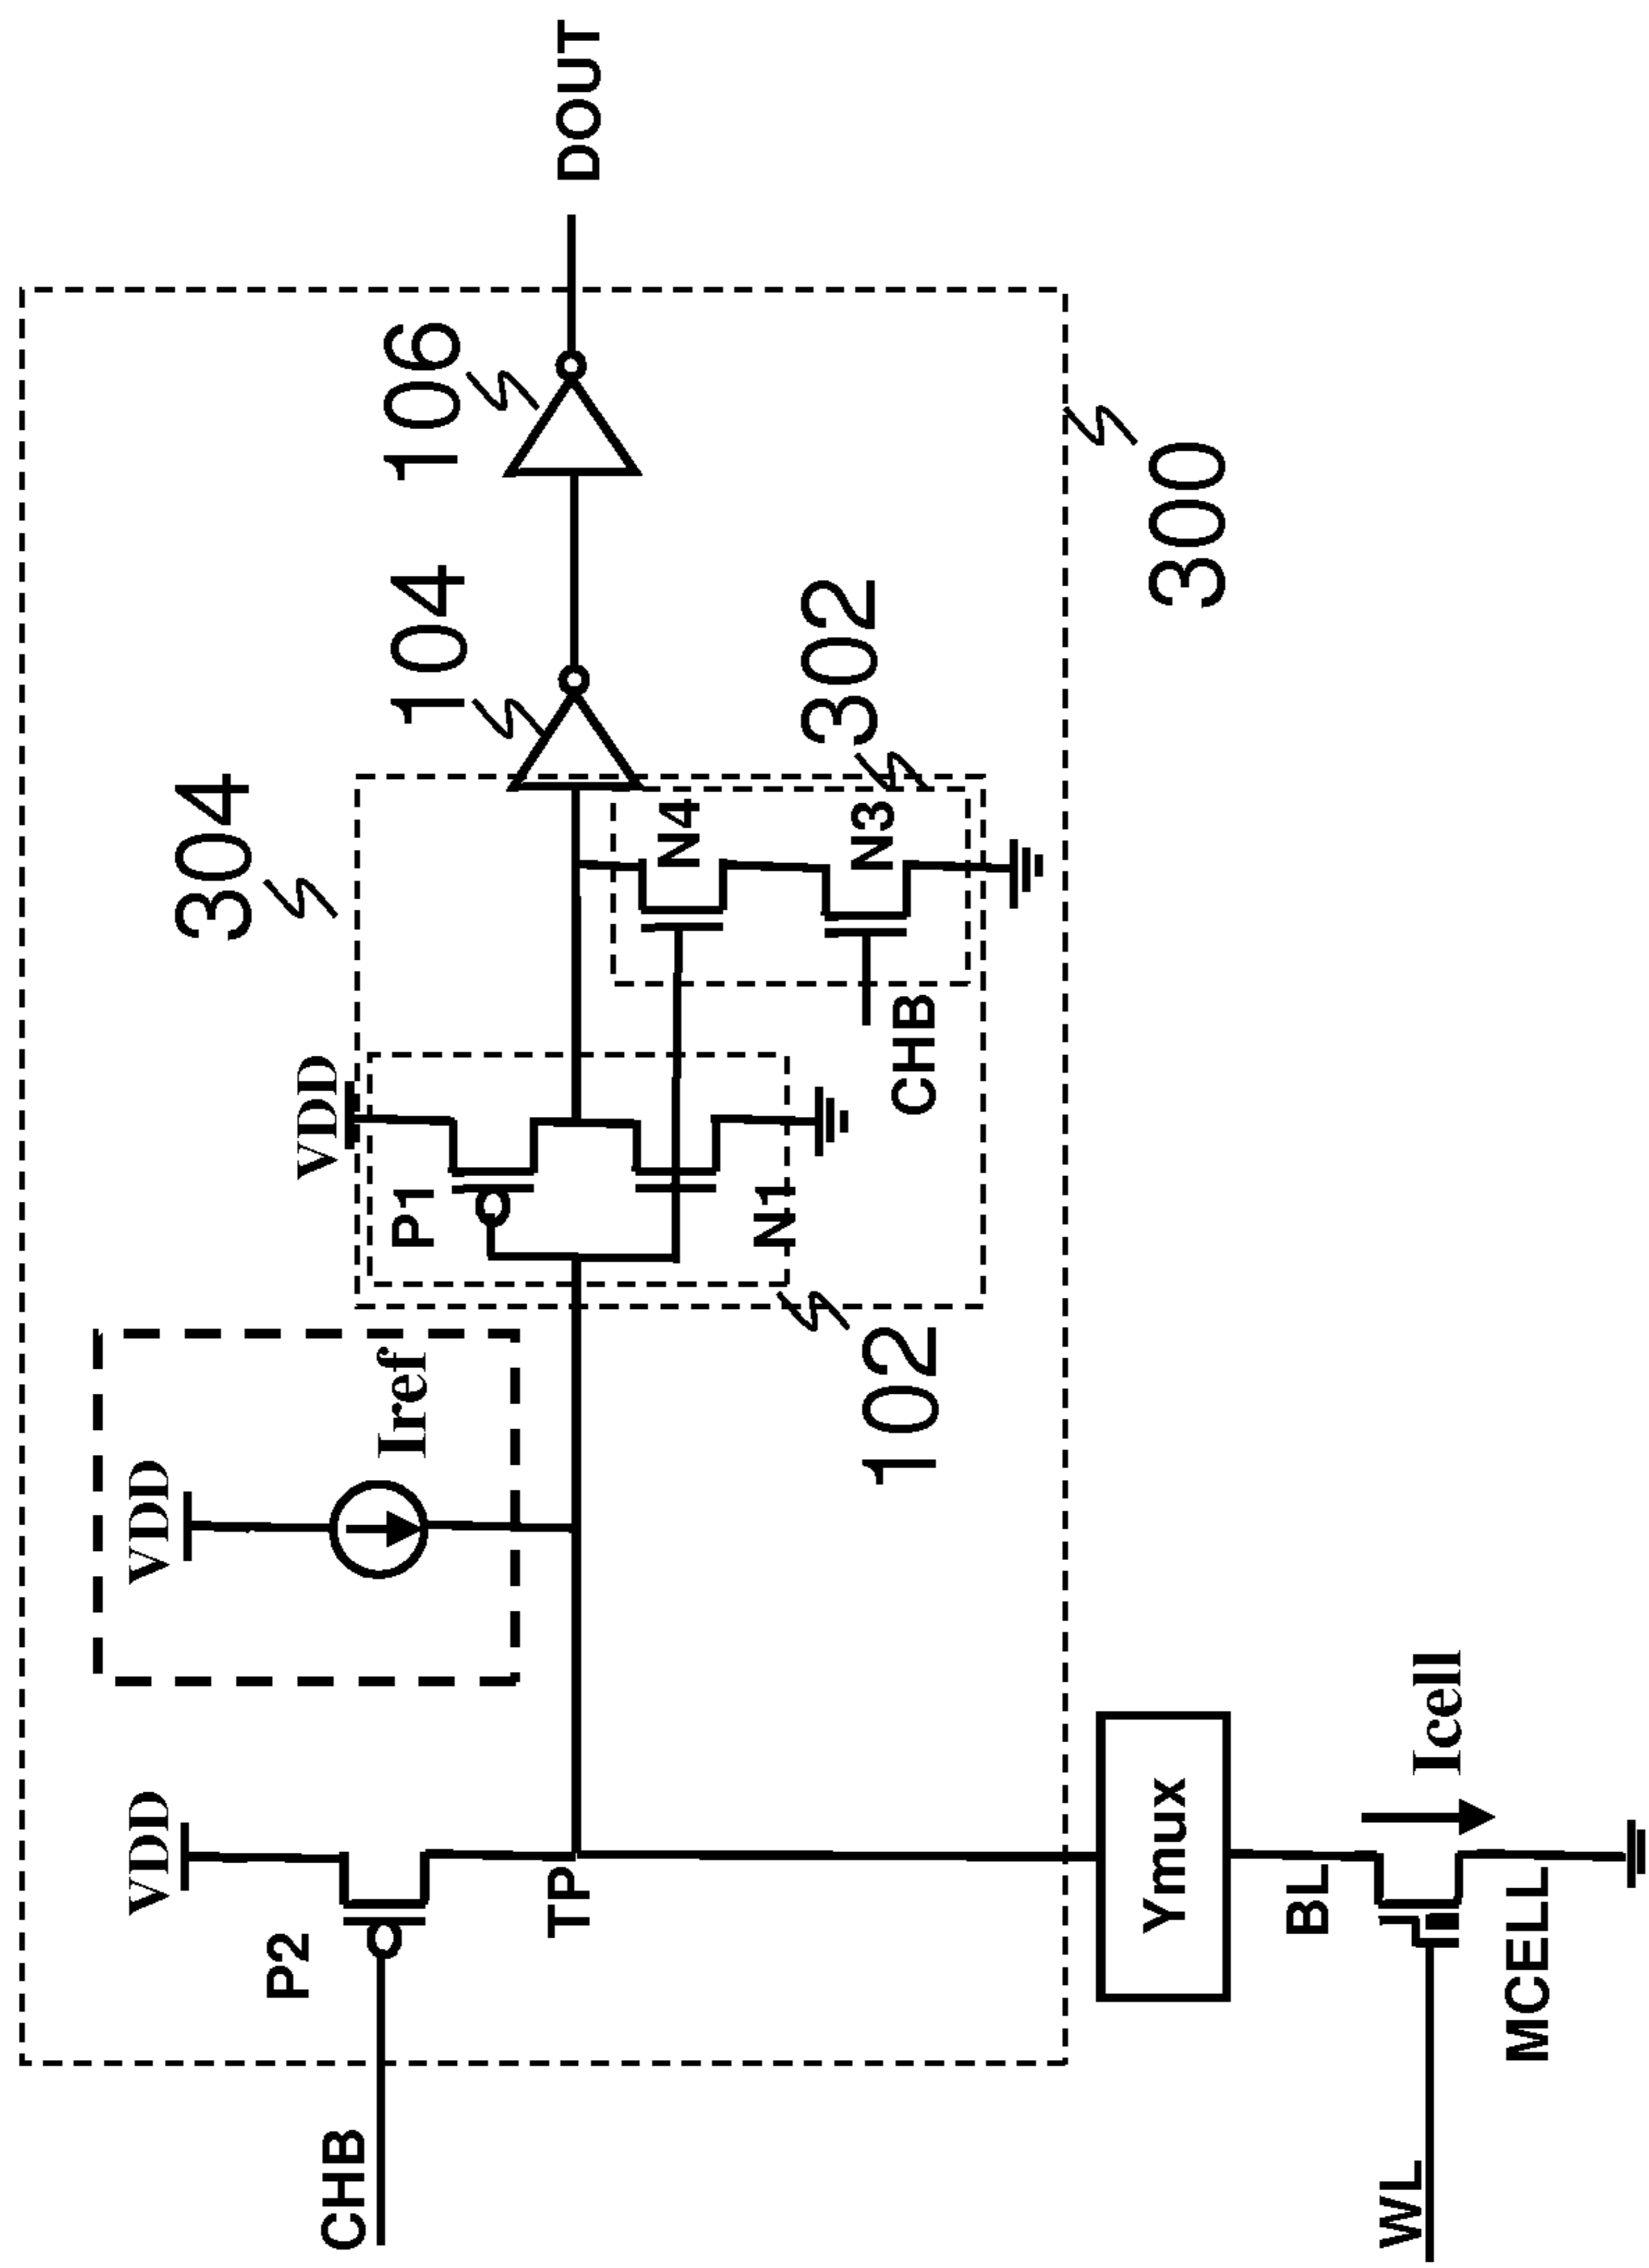 VDD
VDD
Iref
304
VDD
106
104
CHB
P2
P1
TP
N4
DOUT
N1
302
N3
CHB
102
300
Ymux
BL
Icell
WL
MCELL